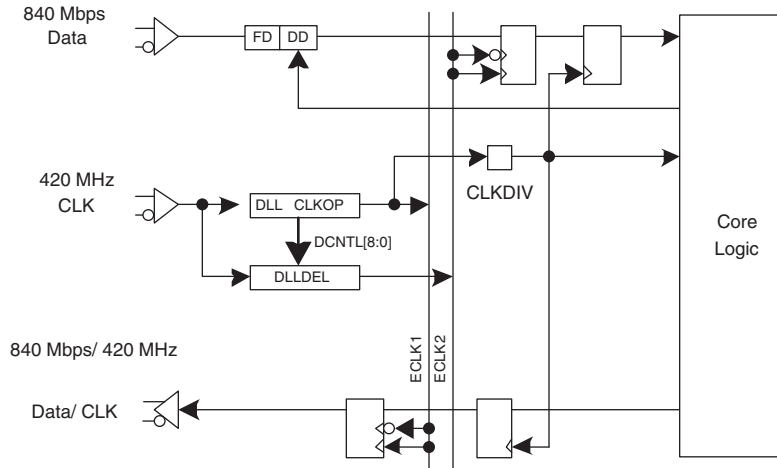 840 Mbps
Data
FD DD
420 MHz
CLK
DLL CLKOP
CLKDIV
DCNTL[8:0]
DLLDEL
Core
Logic
840 Mbps/ 420 MHz
ECLK1
ECLK2
Data/ CLK